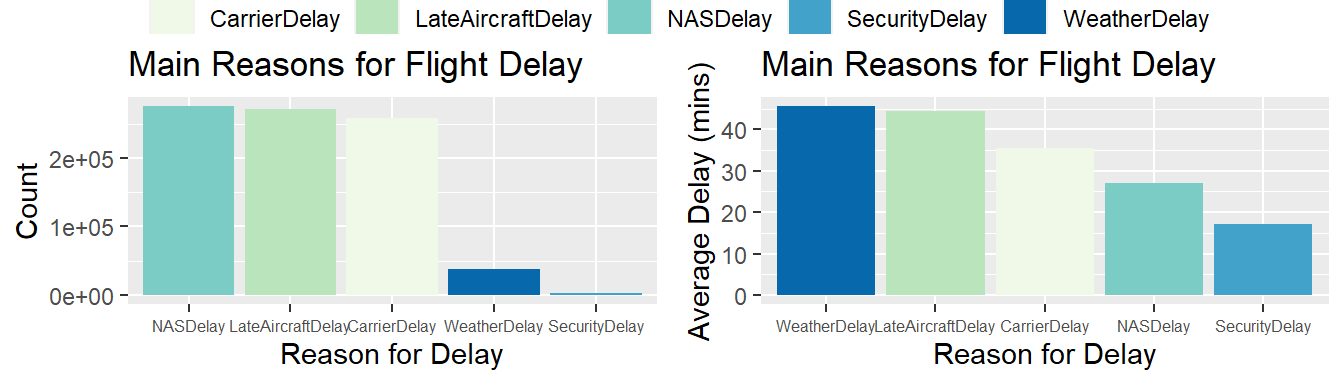 CarrierDelay LateAircraftDelay NASDelay SecurityDelay WeatherDelay
Main Reasons for Flight Delay
Count
2e+05
1e+05
0e+00
NASDelay LateAircraftDelay CarrierDelay WeatherDelay SecurityDelay
Reason for Delay
Main Reasons for Flight Delay
Average Delay (mins)
40
30
20
10
0
WeatherDelay LateAircraftDelay CarrierDelay NASDelay SecurityDelay
Reason for Delay